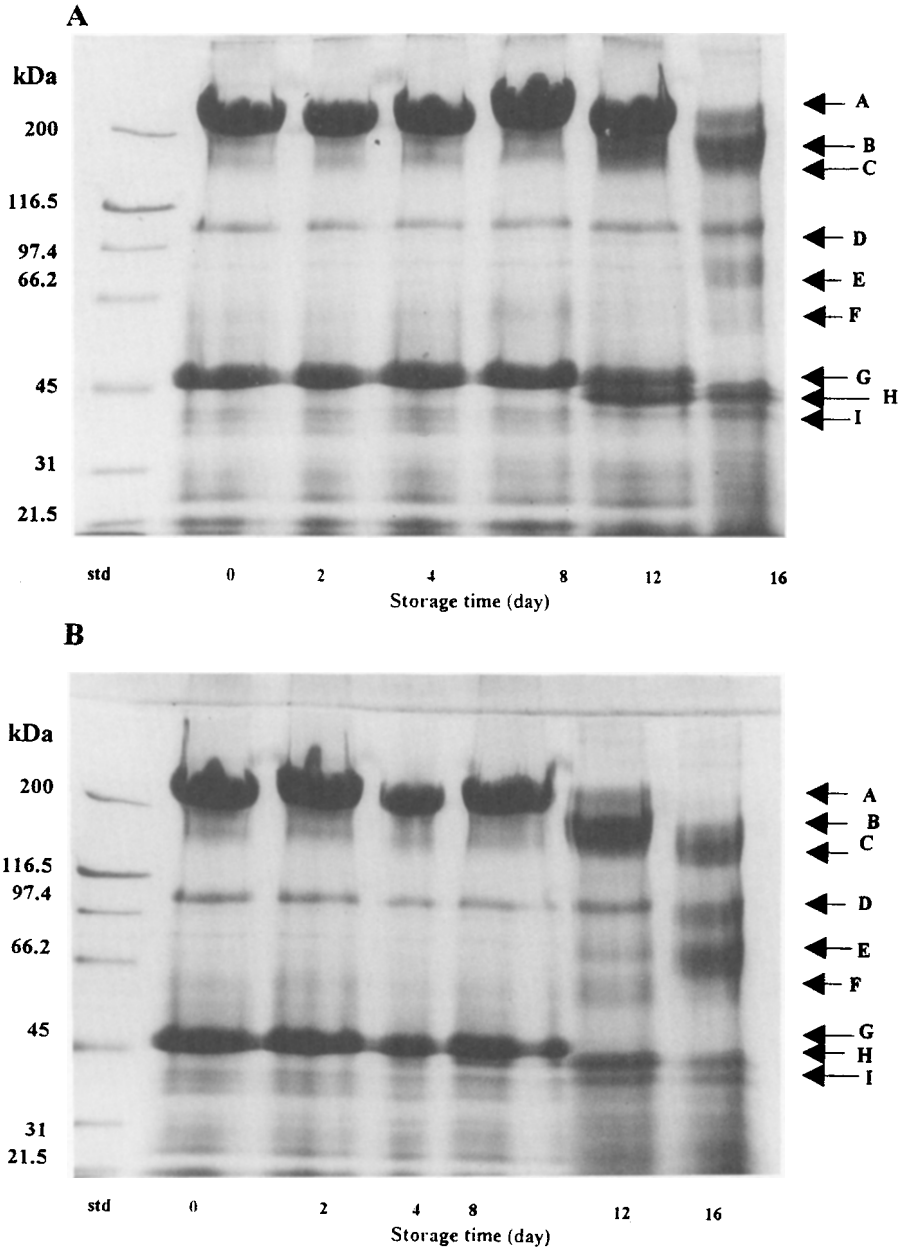 A
kDa
200
116.5
97.4
66.2
45
31
21.5
A
B
C
D
E
F
G
H
I
std 0 2 4 8 12 16
Storage time (day)
B
kDa
200
116.5
97.4
66.2
45
31
21.5
A
B
C
D
E
F
G
H
I
std 0 2 4 8 12 16
Storage time (day)